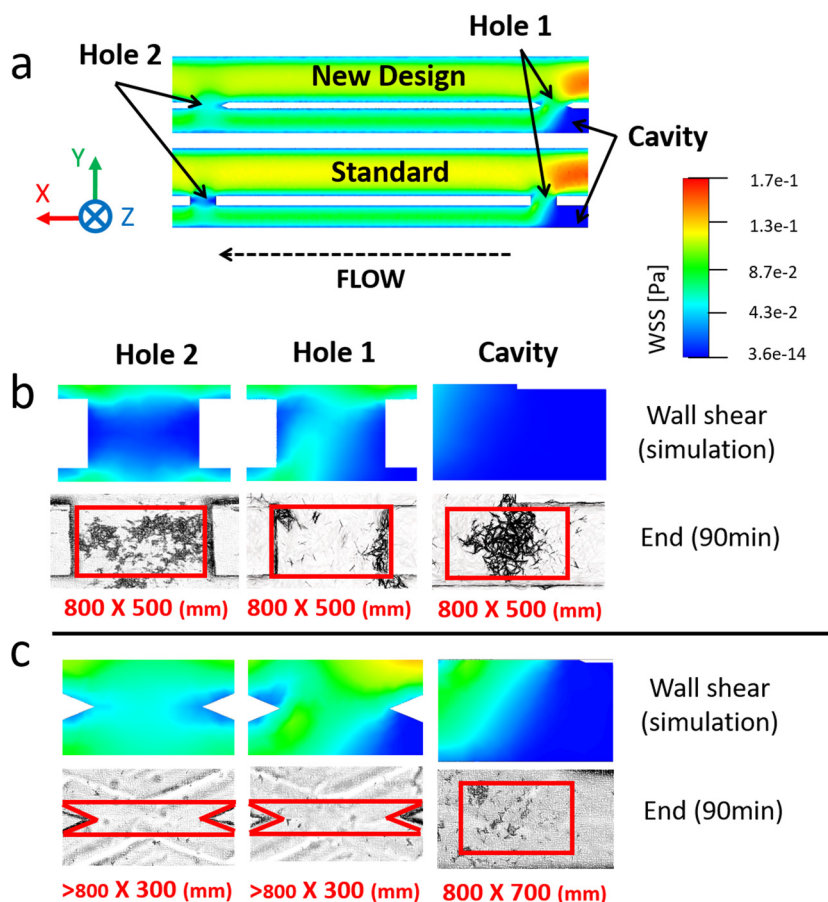 a
Hole 2
Hole 1
New Design
Cavity
Standard
Y
X
Z
FLOW
WSS [Pa]
1.7e-1
1.3e-1
8.7e-2
4.3e-2
3.6e-14
Hole 2
Hole 1
Cavity
b
Wall shear
(simulation)
End (90min)
800 X 500 (mm)
800 X 500 (mm)
800 X 500 (mm)
c
Wall shear
(simulation)
End (90min)
>800 X 300 (mm)
>800 X 300 (mm)
800 X 700 (mm)